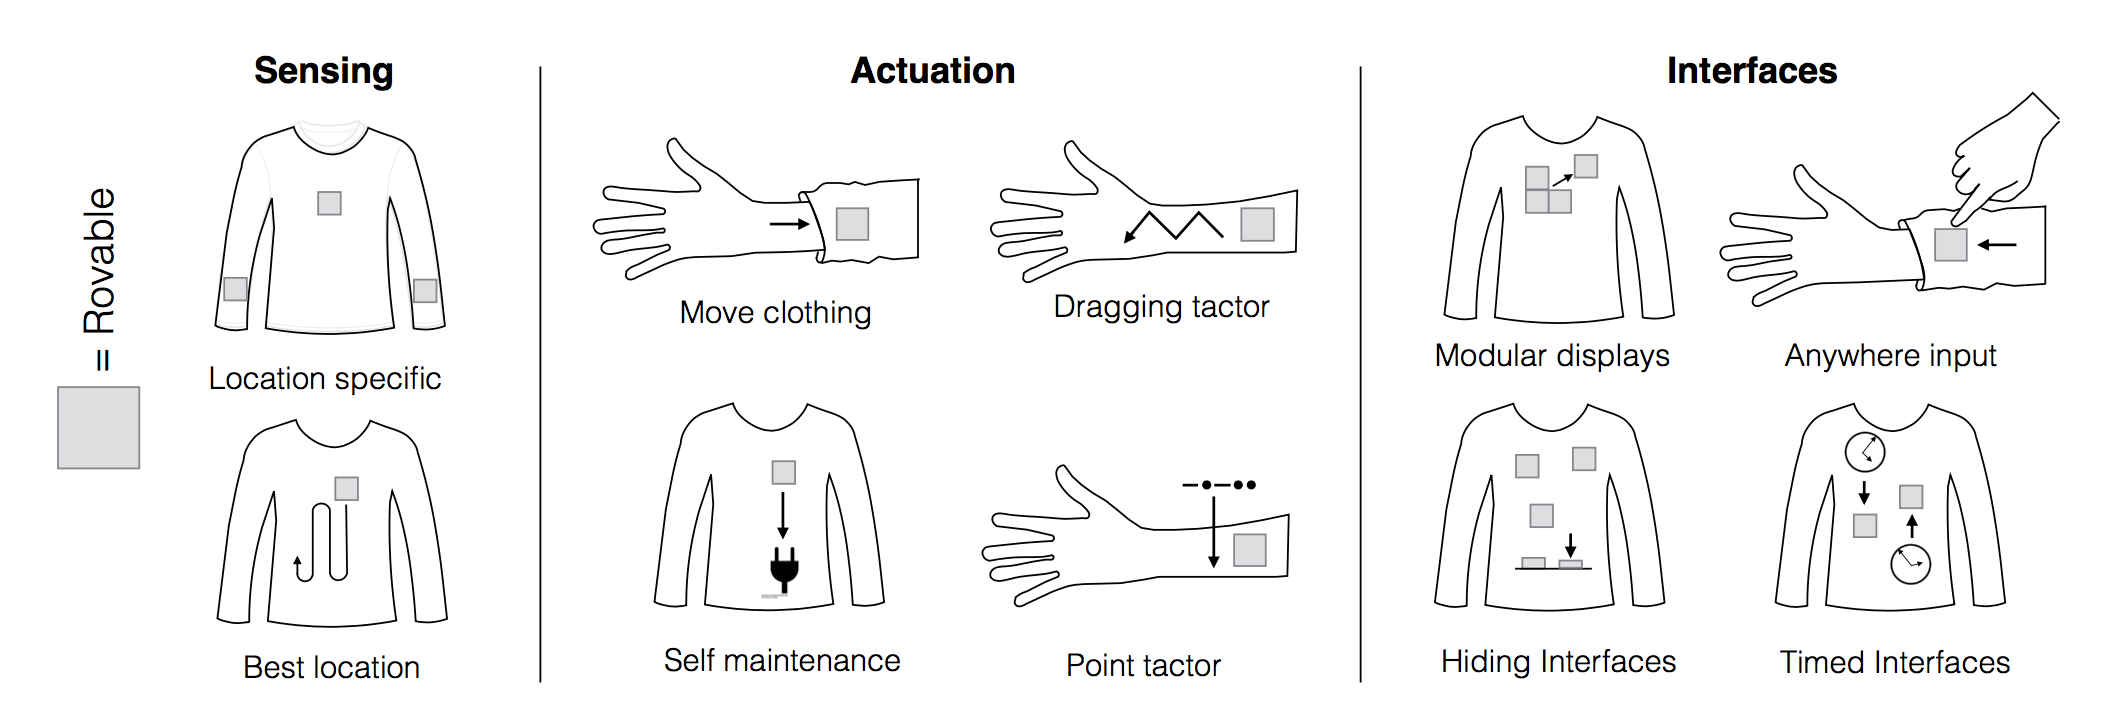 = Rovable
Sensing
Location specific
Best location
Actuation
Move clothing
Dragging tactor
Self maintenance
Point tactor
Interfaces
Modular displays
Anywhere input
Hiding Interfaces
Timed Interfaces